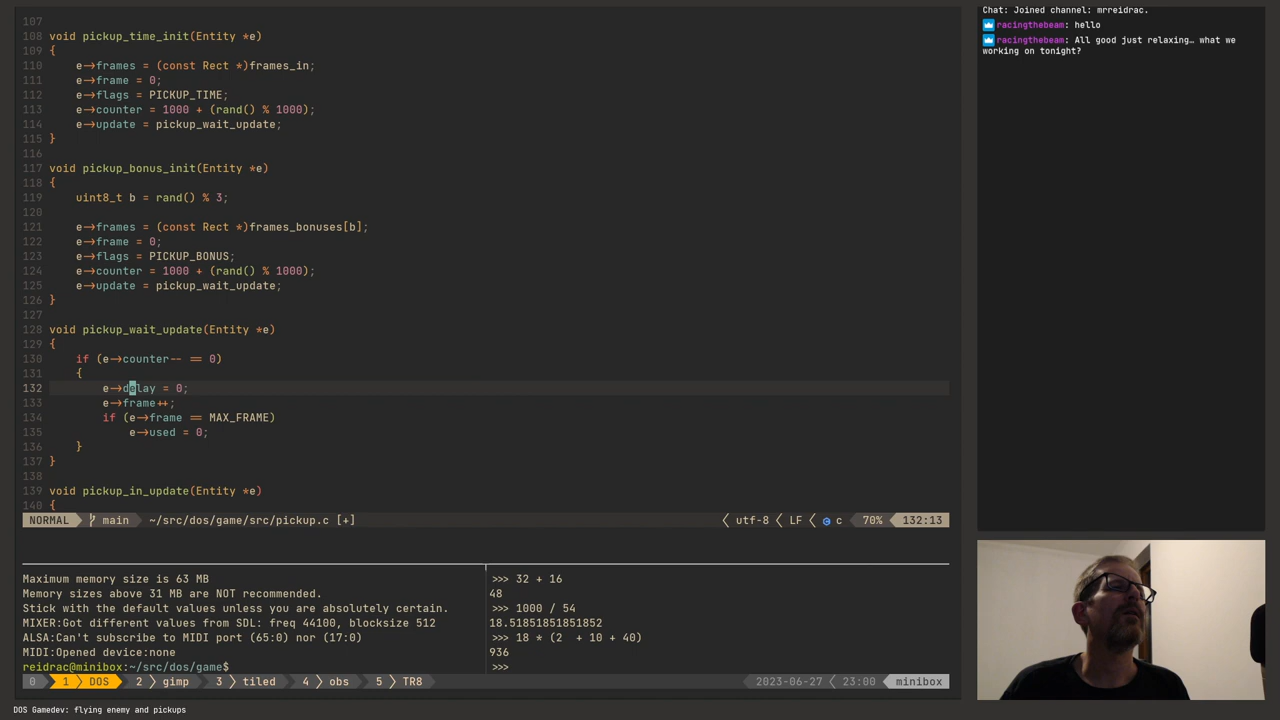 107
108 void pickup_time_init(Entity *e)
109 {
110     e->frames = (const Rect *)frames_in;
111     e->frame = 0;
112     e->flags = PICKUP_TIME;
113     e->counter = 1000 + (rand() % 1000);
114     e->update = pickup_wait_update;
115 }
116
117 void pickup_bonus_init(Entity *e)
118 {
119     uint8_t b = rand() % 3;
120
121     e->frames = (const Rect *)frames_bonuses[b];
122     e->frame = 0;
123     e->flags = PICKUP_BONUS;
124     e->counter = 1000 + (rand() % 1000);
125     e->update = pickup_wait_update;
126 }
127
128 void pickup_wait_update(Entity *e)
129 {
130     if (e->counter-- == 0)
131     {
132         e->delay = 0;
133         e->frame++;
134         if (e->frame == MAX_FRAME)
135             e->used = 0;
136     }
137 }
138
139 void pickup_in_update(Entity *e)
140 {
NORMAL main ~/src/dos/game/src/pickup.c [+] utf-8 LF c 70% 132:13
Maximum memory size is 63 MB
Memory sizes above 31 MB are NOT recommended.
Stick with the default values unless you are absolutely certain.
MIXER:Got different values from SDL: freq 44100, blocksize 512
ALSA:Can't subscribe to MIDI port (65:0) nor (17:0)
MIDI:Opened device:none
reidrac@minibox:~/src/dos/game$
>>> 32 + 16
48
>>> 1000 / 54
18.51851851851852
>>> 18 * (2  + 10 + 40)
936
>>>
0 1 DOS 2 gimp 3 tiled 4 obs 5 TR8 2023-06-27 23:00 minibox
Chat: Joined channel: mrreidrac.
racingthebeam: hello
racingthebeam: All good just relaxing… what we
working on tonight?
DOS Gamedev: flying enemy and pickups